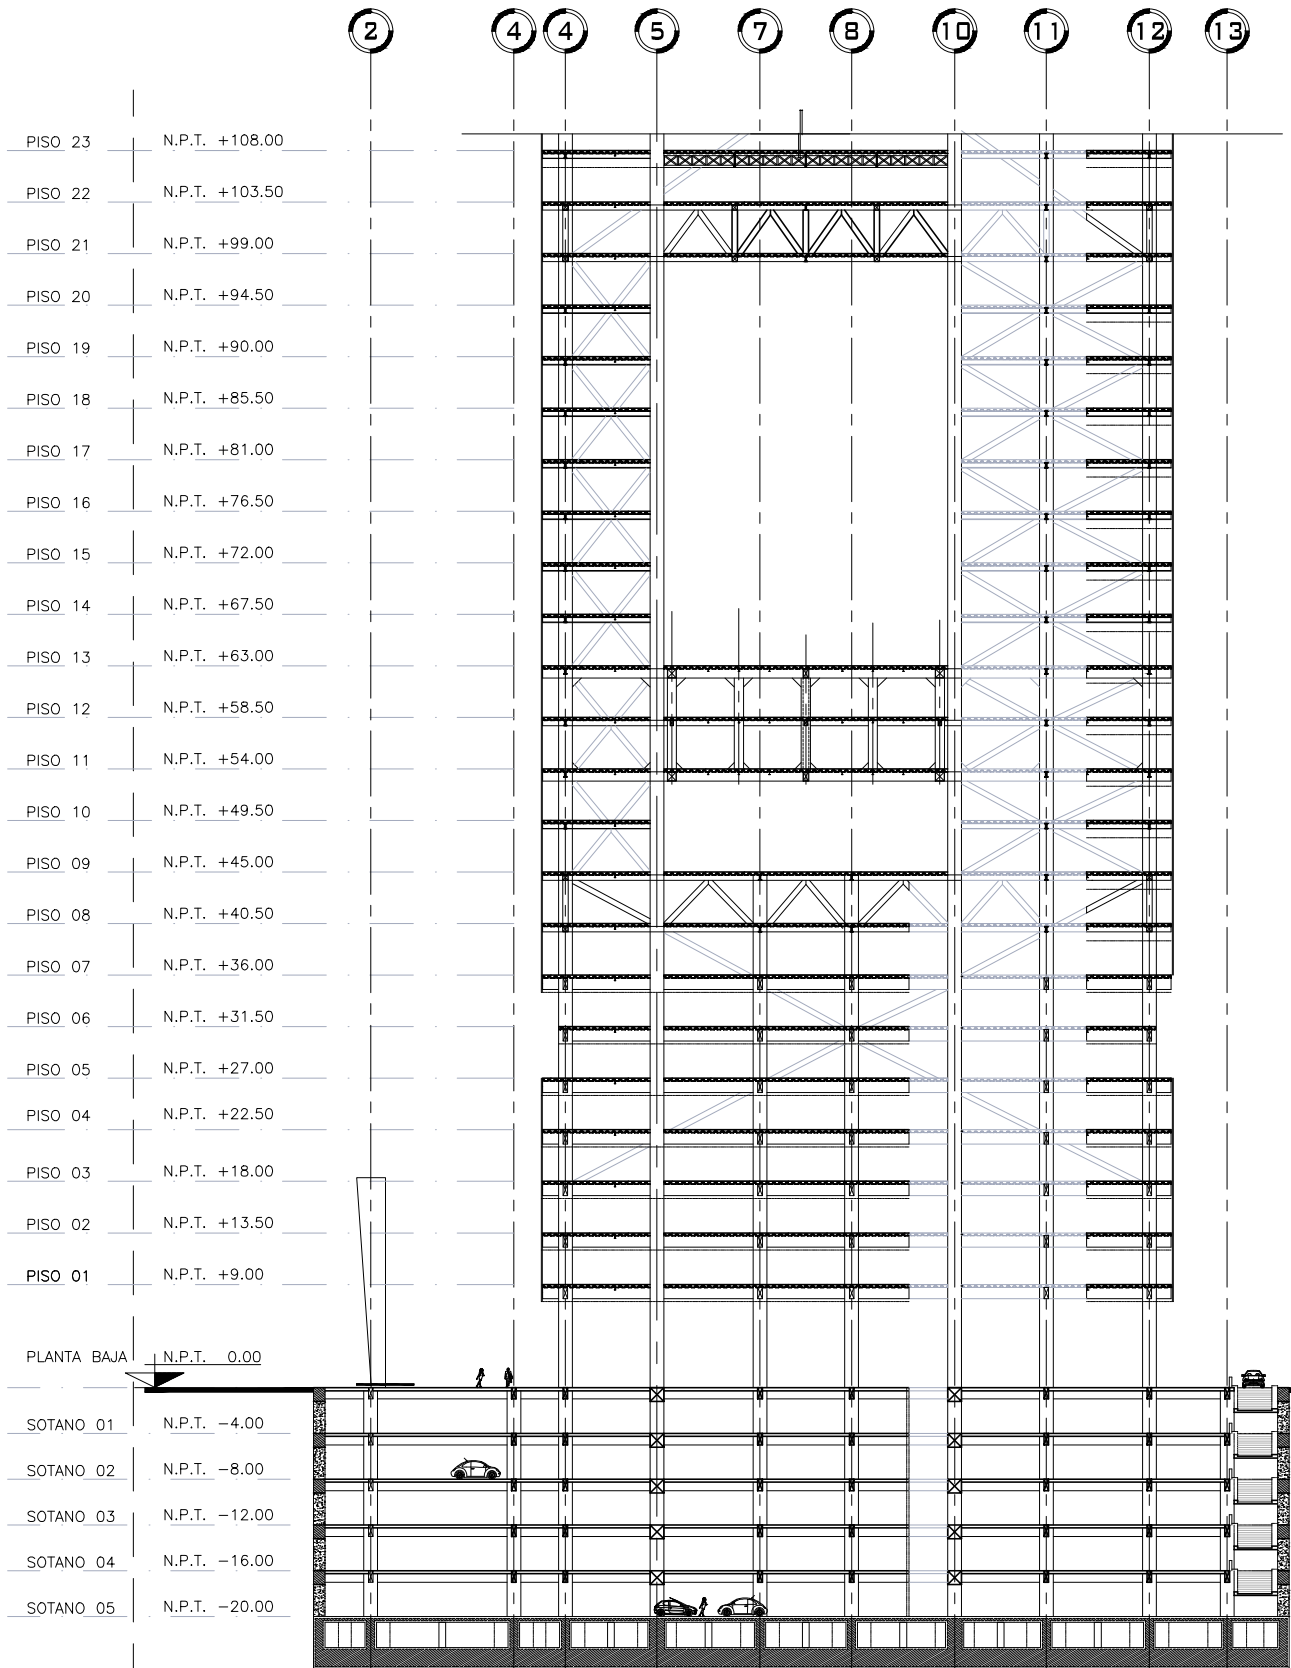 2 4 4 5 7 8 10 11 12 13
PISO 23 N.P.T. +108.00
PISO 22 N.P.T. +103.50
PISO 21 N.P.T. +99.00
PISO 20 N.P.T. +94.50
PISO 19 N.P.T. +90.00
PISO 18 N.P.T. +85.50
PISO 17 N.P.T. +81.00
PISO 16 N.P.T. +76.50
PISO 15 N.P.T. +72.00
PISO 14 N.P.T. +67.50
PISO 13 N.P.T. +63.00
PISO 12 N.P.T. +58.50
PISO 11 N.P.T. +54.00
PISO 10 N.P.T. +49.50
PISO 09 N.P.T. +45.00
PISO 08 N.P.T. +40.50
PISO 07 N.P.T. +36.00
PISO 06 N.P.T. +31.50
PISO 05 N.P.T. +27.00
PISO 04 N.P.T. +22.50
PISO 03 N.P.T. +18.00
PISO 02 N.P.T. +13.50
PISO 01 N.P.T. +9.00
PLANTA BAJA N.P.T. 0.00
SOTANO 01 N.P.T. -4.00
SOTANO 02 N.P.T. -8.00
SOTANO 03 N.P.T. -12.00
SOTANO 04 N.P.T. -16.00
SOTANO 05 N.P.T. -20.00